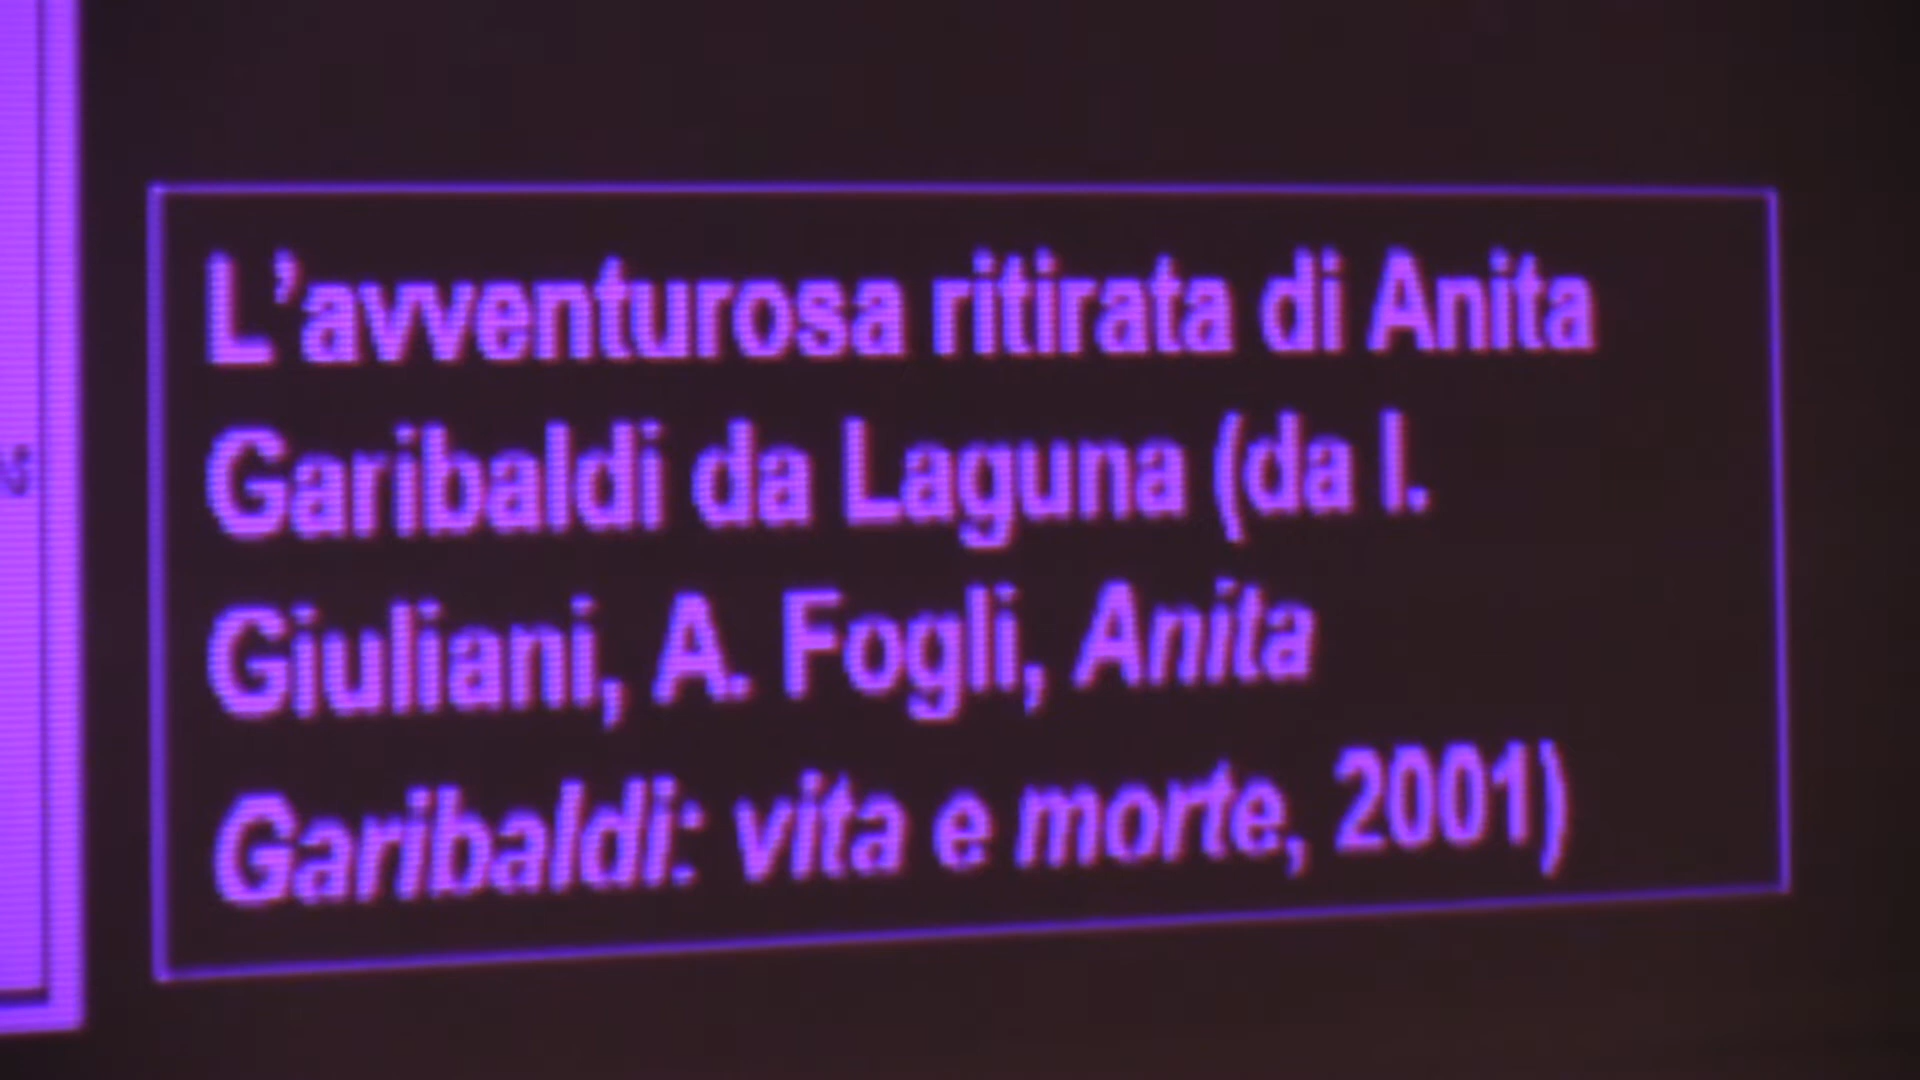 L’avventurosa ritirata di Anita
Garibaldi da Laguna (da I.
Giuliani, A. Fogli, Anita
Garibaldi: vita e morte, 2001)